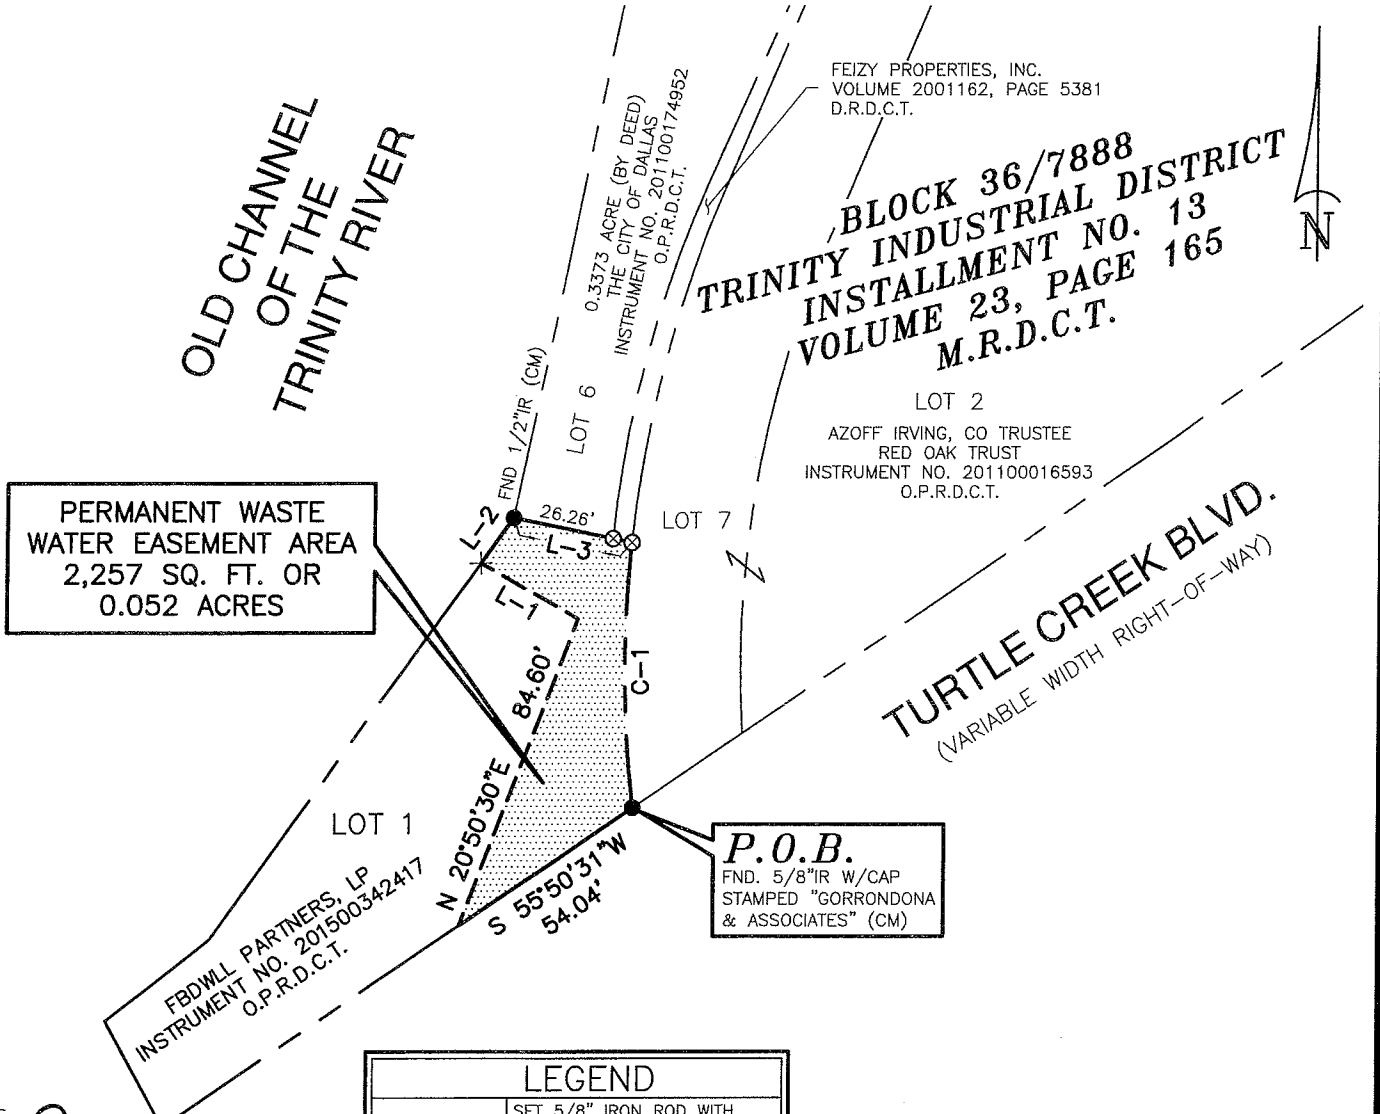 FEIZY PROPERTIES, INC.
VOLUME 2001162, PAGE 5381
D.R.D.C.T.
OLD CHANNEL
OF THE
TRINITY RIVER
0.3373 ACRE (BY DEED)
THE CITY OF DALLAS
INSTRUMENT NO. 201100174952
O.P.R.D.C.T.
BLOCK 36/7888
TRINITY INDUSTRIAL DISTRICT
INSTALLMENT NO. 13
VOLUME 23, PAGE 165
M.R.D.C.T.
N
LOT 2
AZOFF IRVING, CO TRUSTEE
RED OAK TRUST
INSTRUMENT NO. 201100016593
O.P.R.D.C.T.
FND 1/2"IR (CM)
LOT 6
PERMANENT WASTE
WATER EASEMENT AREA
2,257 SQ. FT. OR
0.052 ACRES
L-2
26.26'
L-3
LOT 7
L-1
C-1
TURTLE CREEK BLVD.
(VARIABLE WIDTH RIGHT-OF-WAY)
N 20°50'30"E 84.60'
LOT 1
S 55°50'31"W
54.04'
P.O.B.
FND. 5/8"IR W/CAP
STAMPED "GORRONDONA
& ASSOCIATES" (CM)
FBDWLL PARTNERS, LP
INSTRUMENT NO. 201500342417
O.P.R.D.C.T.
LEGEND
SET 5/8" IRON ROD WITH